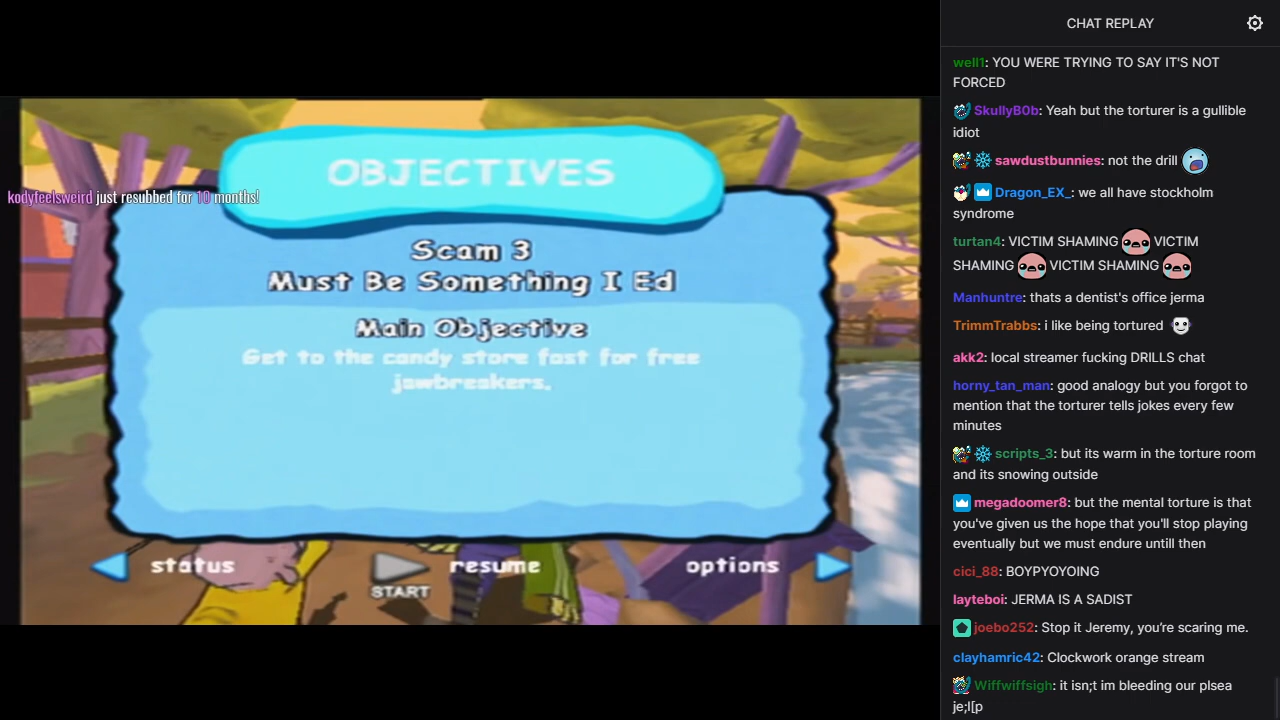 kodyfeelsweird just resubbed for 10 months!
OBJECTIVES
Scam 3
Must Be Something I Ed
Main Objective
Get to the candy store fast for free
jawbreakers.
status
resume
options
START
CHAT REPLAY
well1: YOU WERE TRYING TO SAY IT'S NOT
FORCED
SkullyB0b: Yeah but the torturer is a gullible
idiot
sawdustbunnies: not the drill
Dragon_EX_: we all have stockholm
syndrome
turtan4: VICTIM SHAMING VICTIM
SHAMING VICTIM SHAMING
Manhuntre: thats a dentist's office jerma
TrimmTrabbs: i like being tortured
akk2: local streamer fucking DRILLS chat
horny_tan_man: good analogy but you forgot to
mention that the torturer tells jokes every few
minutes
scripts_3: but its warm in the torture room
and its snowing outside
megadoomer8: but the mental torture is that
you've given us the hope that you'll stop playing
eventually but we must endure untill then
cici_88: BOYPYOYOING
layteboi: JERMA IS A SADIST
joebo252: Stop it Jeremy, you're scaring me.
clayhamric42: Clockwork orange stream
Wiffwiffsigh: it isn;t im bleeding our plsea
je;l[p